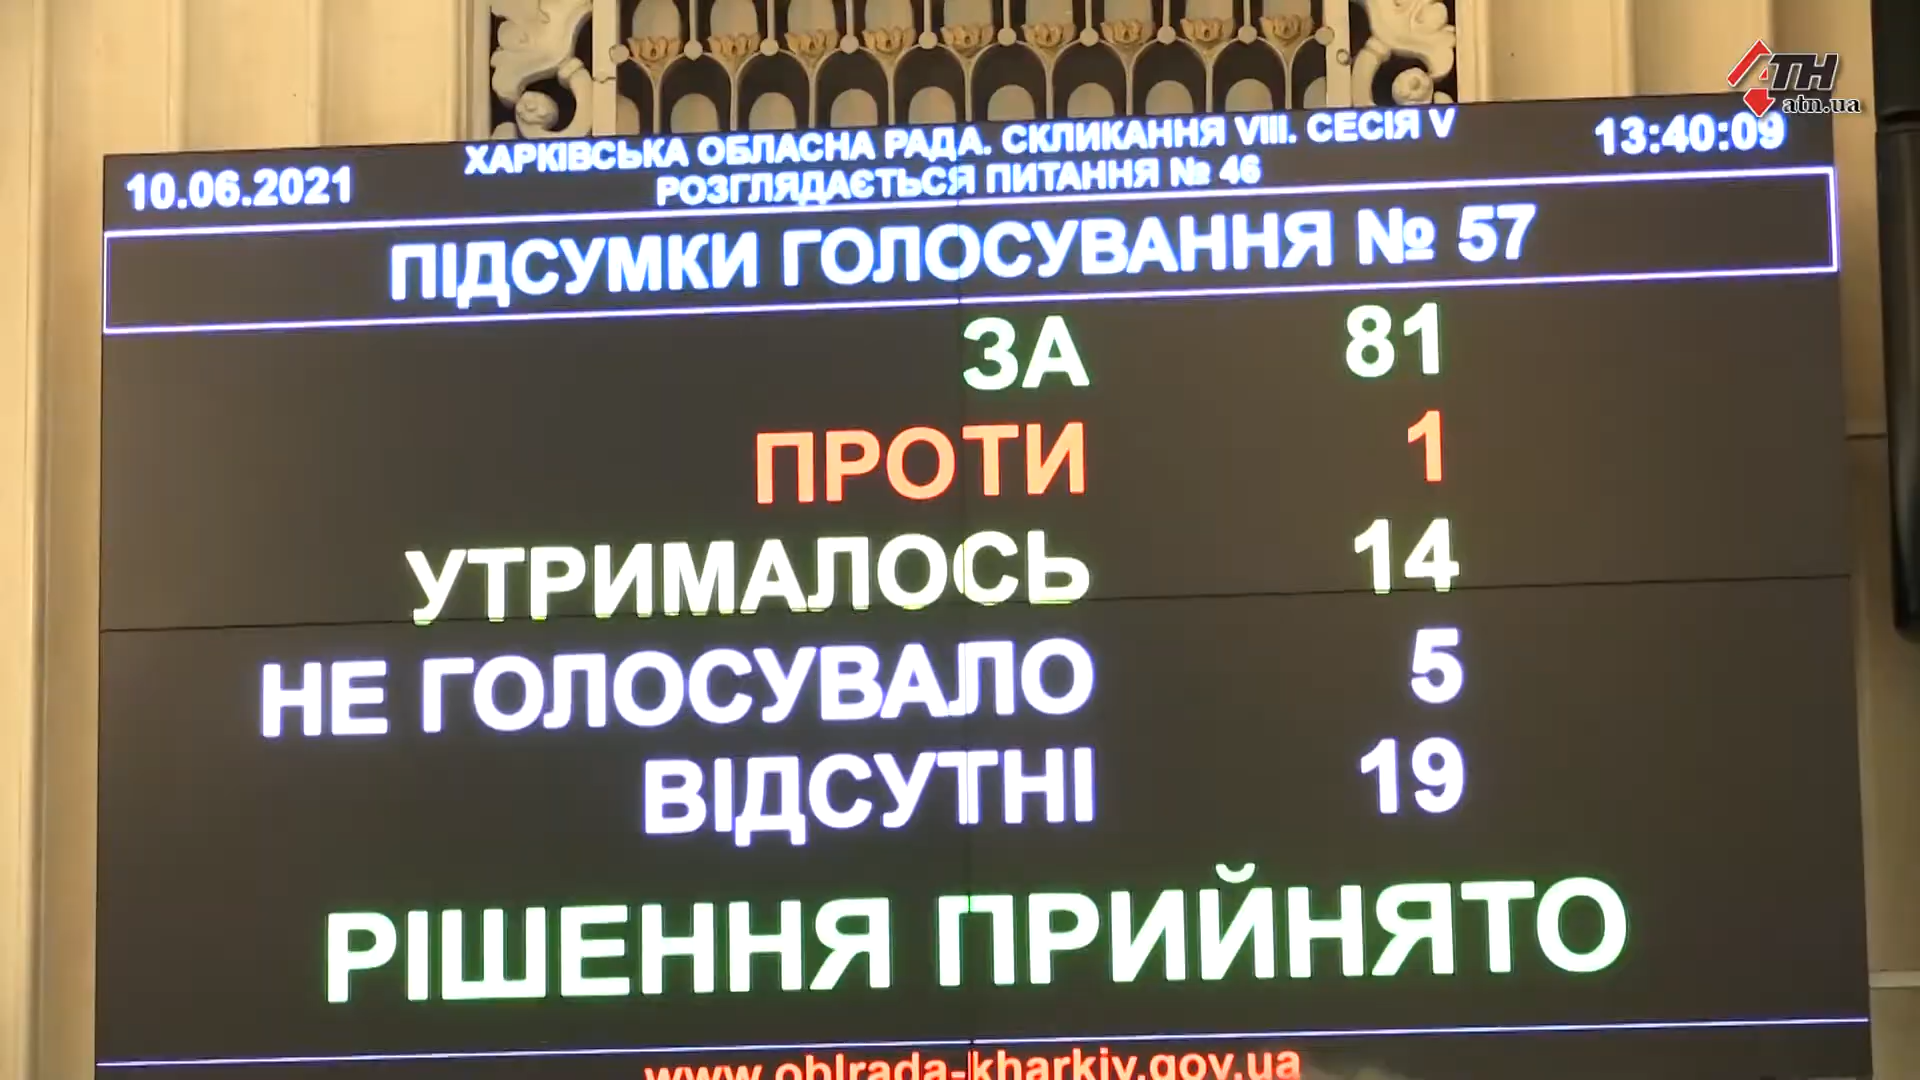 АТН
atn.ua
ХАРКІВСЬКА ОБЛАСНА РАДА. СКЛИКАННЯ VIII. СЕСІЯ V
10.06.2021
РОЗГЛЯДАЄТЬСЯ ПИТАННЯ № 46
13:40:09
ПІДСУМКИ ГОЛОСУВАННЯ № 57
ЗА 81
ПРОТИ 1
УТРИМАЛОСЬ 14
НЕ ГОЛОСУВАЛО 5
ВІДСУТНІ 19
РІШЕННЯ ПРИЙНЯТО
www.oblrada-kharkiv.gov.ua